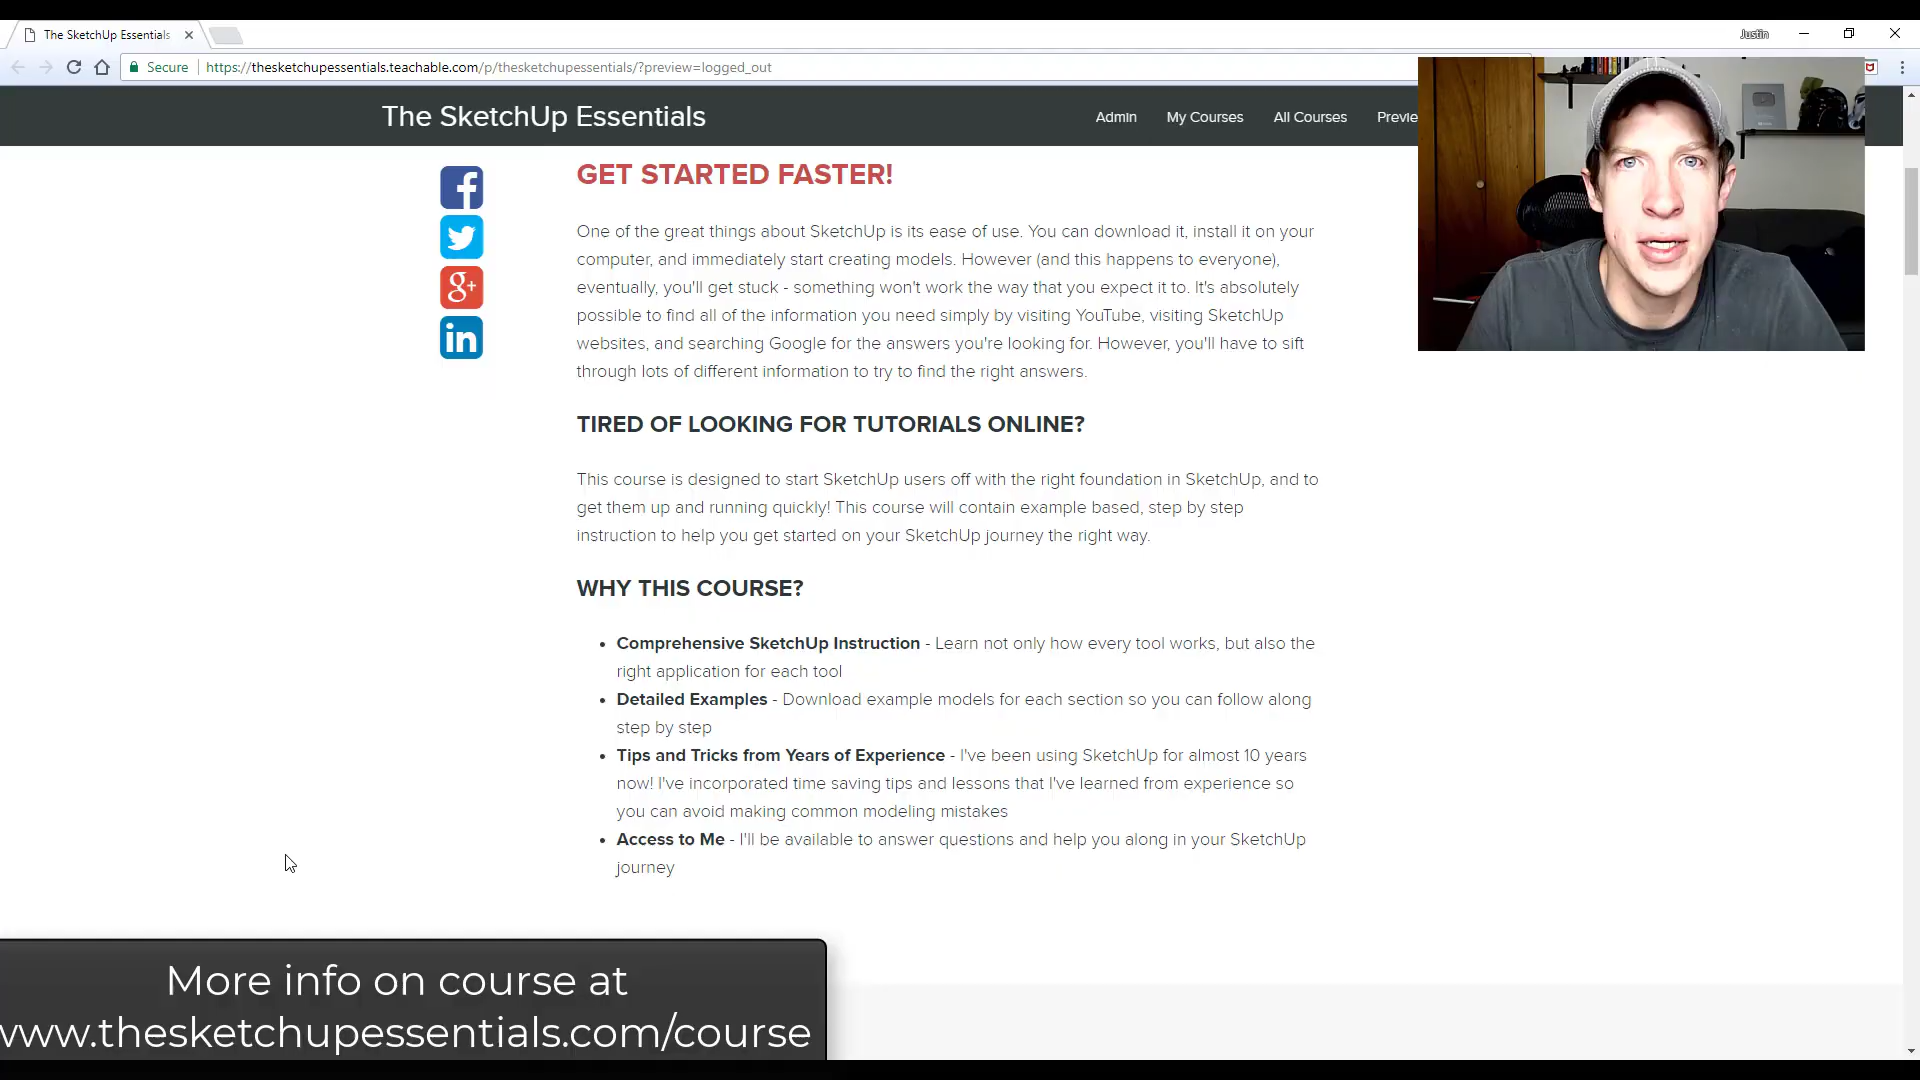 The SketchUp Essentials
Justin
Secure https://thesketchupessentials.teachable.com/p/thesketchupessentials/?preview=logged_out
The SketchUp Essentials
Admin My Courses All Courses Previe
GET STARTED FASTER!
One of the great things about SketchUp is its ease of use. You can download it, install it on your
computer, and immediately start creating models. However (and this happens to everyone),
eventually, you'll get stuck - something won't work the way that you expect it to. It's absolutely
possible to find all of the information you need simply by visiting YouTube, visiting SketchUp
websites, and searching Google for the answers you're looking for. However, you'll have to sift
through lots of different information to try to find the right answers.
TIRED OF LOOKING FOR TUTORIALS ONLINE?
This course is designed to start SketchUp users off with the right foundation in SketchUp, and to
get them up and running quickly! This course will contain example based, step by step
instruction to help you get started on your SketchUp journey the right way.
WHY THIS COURSE?
• Comprehensive SketchUp Instruction - Learn not only how every tool works, but also the
right application for each tool
• Detailed Examples - Download example models for each section so you can follow along
step by step
• Tips and Tricks from Years of Experience - I've been using SketchUp for almost 10 years
now! I've incorporated time saving tips and lessons that I've learned from experience so
you can avoid making common modeling mistakes
• Access to Me - I'll be available to answer questions and help you along in your SketchUp
journey
More info on course at
www.thesketchupessentials.com/course